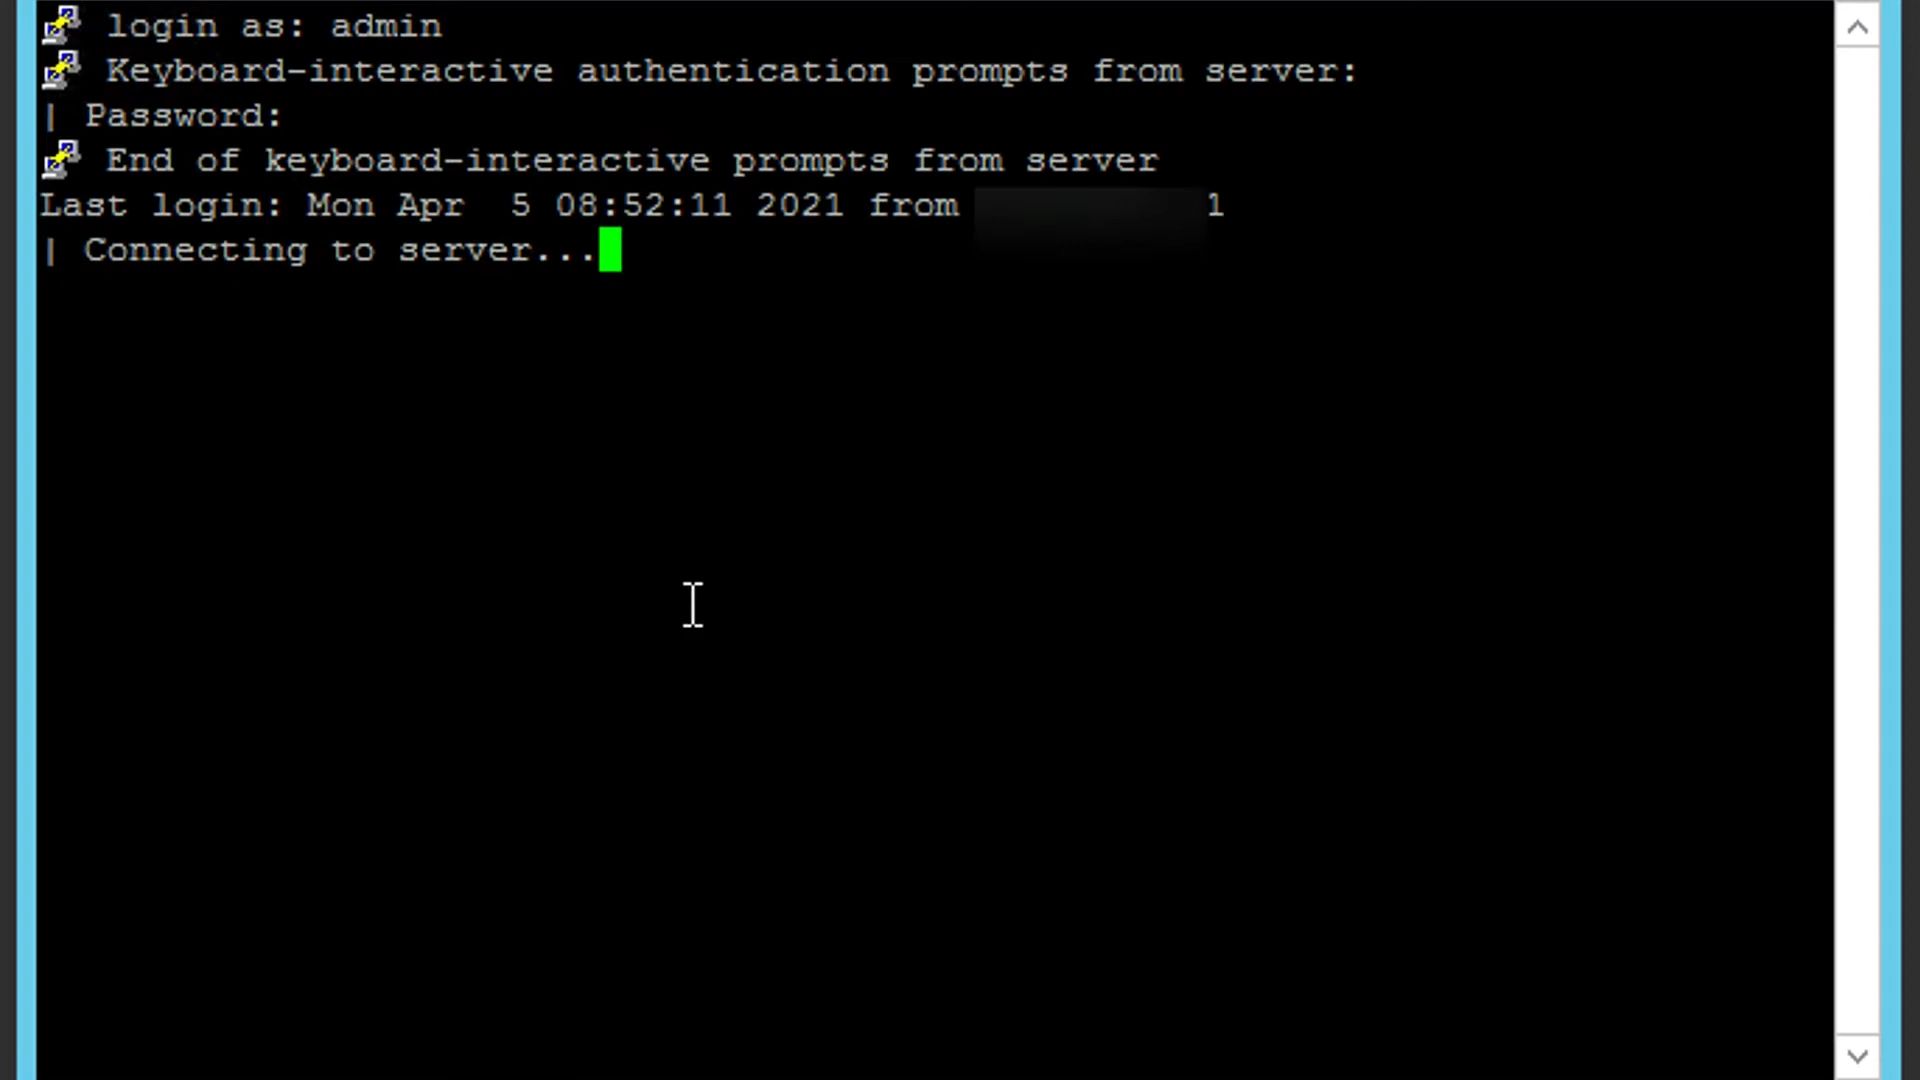 login as: admin
Keyboard-interactive authentication prompts from server:
| Password:
End of keyboard-interactive prompts from server
Last login: Mon Apr  5 08:52:11 2021 from 1
| Connecting to server...